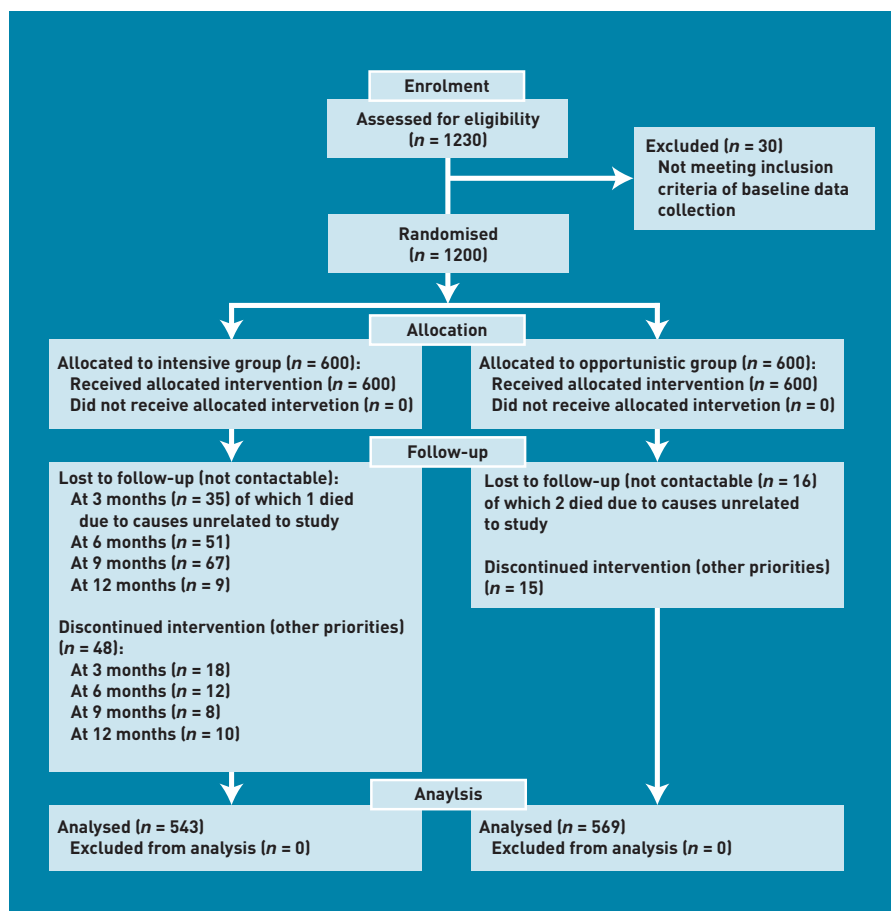 Enrolment
Assessed for eligibility
(n = 1230)
Excluded (n = 30)
Not meeting inclusion
criteria of baseline data
collection
Randomised
(n = 1200)
Allocation
Allocated to intensive group (n = 600):
Received allocated intervention (n = 600)
Did not receive allocated intervetion (n = 0)
Allocated to opportunistic group (n = 600):
Received allocated intervention (n = 600)
Did not receive allocated intervetion (n = 0)
Follow-up
Lost to follow-up (not contactable):
At 3 months (n = 35) of which 1 died
due to causes unrelated to study
At 6 months (n = 51)
At 9 months (n = 67)
At 12 months (n = 9)
Discontinued intervention (other priorities)
(n = 48):
At 3 months (n = 18)
At 6 months (n = 12)
At 9 months (n = 8)
At 12 months (n = 10)
Lost to follow-up (not contactable (n = 16)
of which 2 died due to causes unrelated
to study
Discontinued intervention (other priorities)
(n = 15)
Anaylsis
Analysed (n = 543)
Excluded from analysis (n = 0)
Analysed (n = 569)
Excluded from analysis (n = 0)